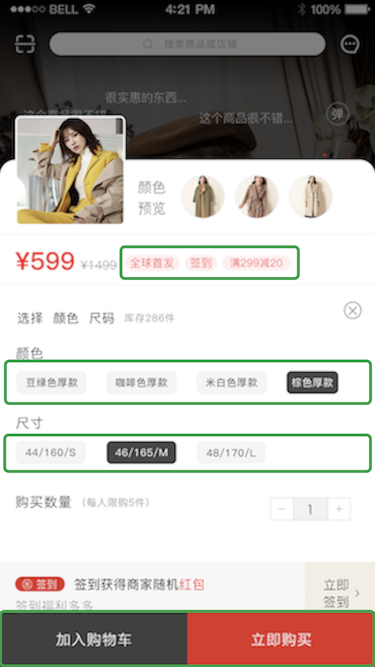 BELL 4:21 PM 100%
搜索商品或店铺
很实惠的东西...
这个商品很不错... 这个商品很不错... 弹
颜色
预览
¥599 ¥1499 全球首发 签到 满299减20
选择 颜色 尺码 库存286件
颜色
豆绿色厚款 咖啡色厚款 米白色厚款 棕色厚款
尺寸
44/160/S 46/165/M 48/170/L
购买数量 (每人限购5件) − 1 +
签到 签到获得商家随机红包 立即
签到福利多多 签到
加入购物车 立即购买